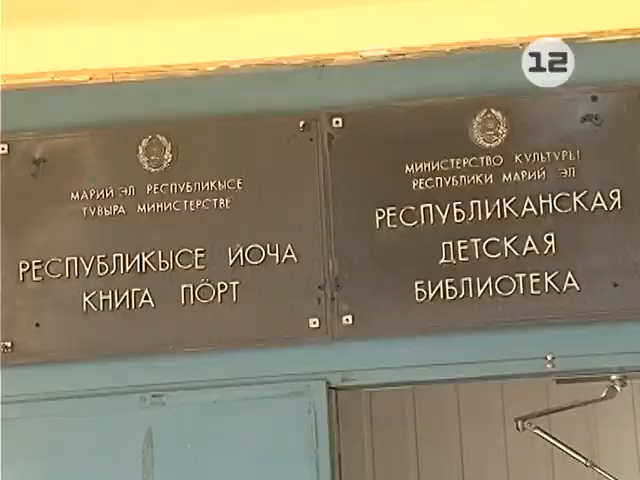 12
МАРИЙ ЭЛ РЕСПУБЛИКЫСЕ
ТУВЫРА МИНИСТЕРСТВЕ
РЕСПУБЛИКЫСЕ ЙОЧА
КНИГА ПӦРТ
МИНИСТЕРСТВО КУЛЬТУРЫ
РЕСПУБЛИКИ МАРИЙ ЭЛ
РЕСПУБЛИКАНСКАЯ
ДЕТСКАЯ
БИБЛИОТЕКА